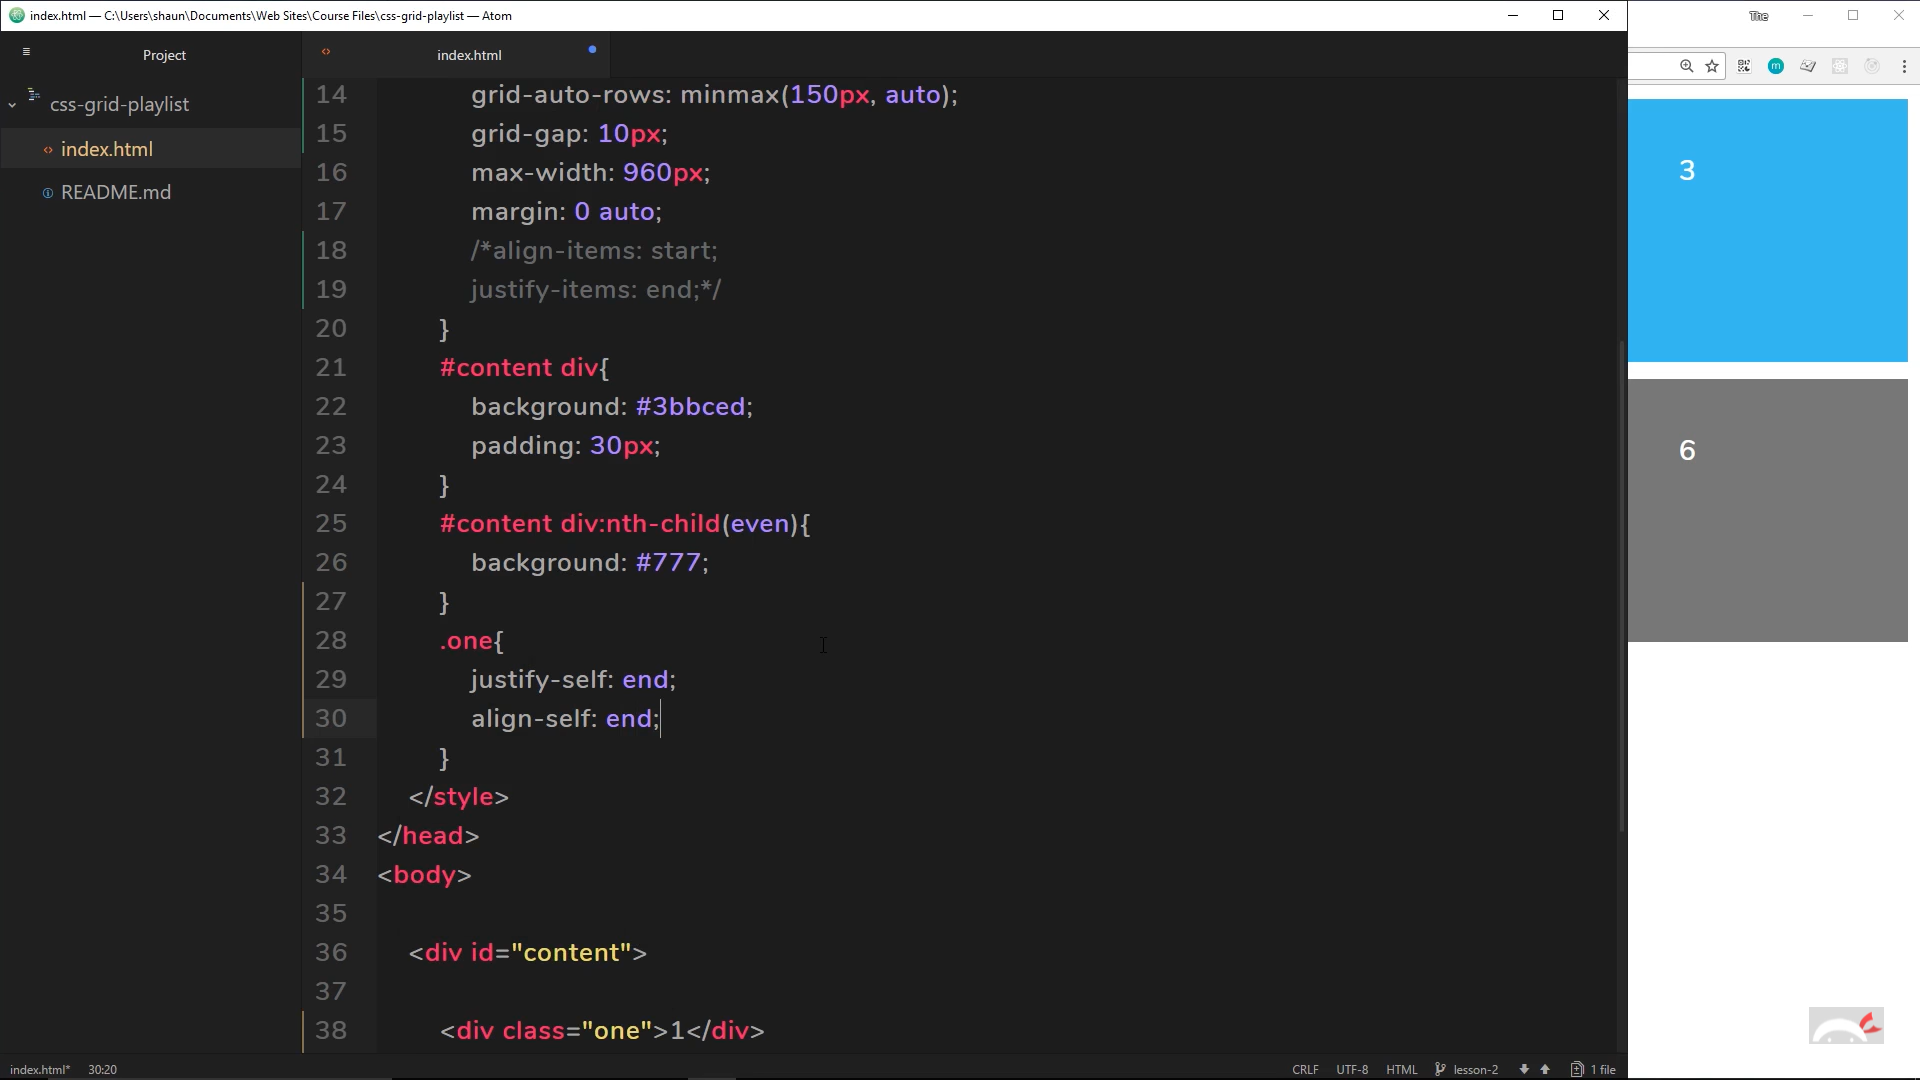 index.html — C:\Users\shaun\Documents\Web Sites\Course Files\css-grid-playlist — Atom
The
Project
index.html
css-grid-playlist
index.html
README.md
14 grid-auto-rows: minmax(150px, auto);
15 grid-gap: 10px;
16 max-width: 960px;
17 margin: 0 auto;
18 /*align-items: start;
19 justify-items: end;*/
20 }
21 #content div{
22 background: #3bbced;
23 padding: 30px;
24 }
25 #content div:nth-child(even){
26 background: #777;
27 }
28 .one{
29 justify-self: end;
30 align-self: end;
31 }
32 </style>
33 </head>
34 <body>
35
36 <div id="content">
37
38 <div class="one">1</div>
m
3
6
index.html* 30:20
CRLF UTF-8 HTML lesson-2 1 file